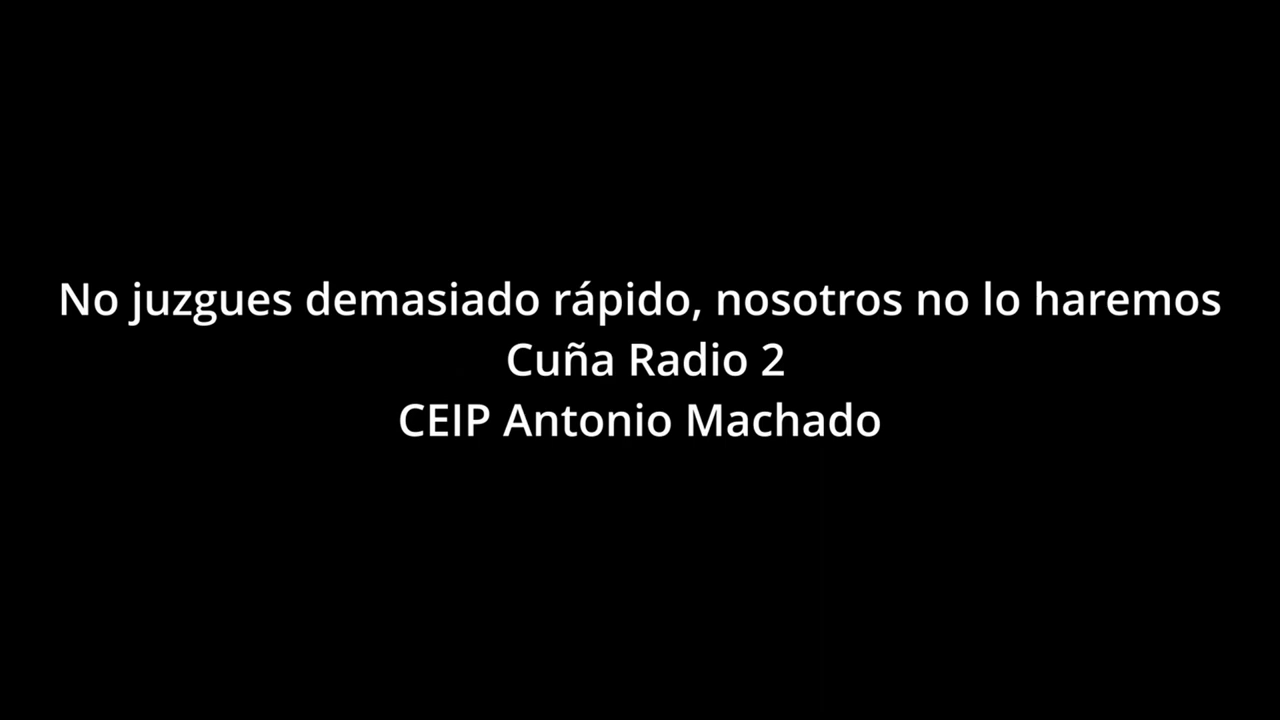 No juzgues demasiado rápido, nosotros no lo haremos
Cuña Radio 2
CEIP Antonio Machado